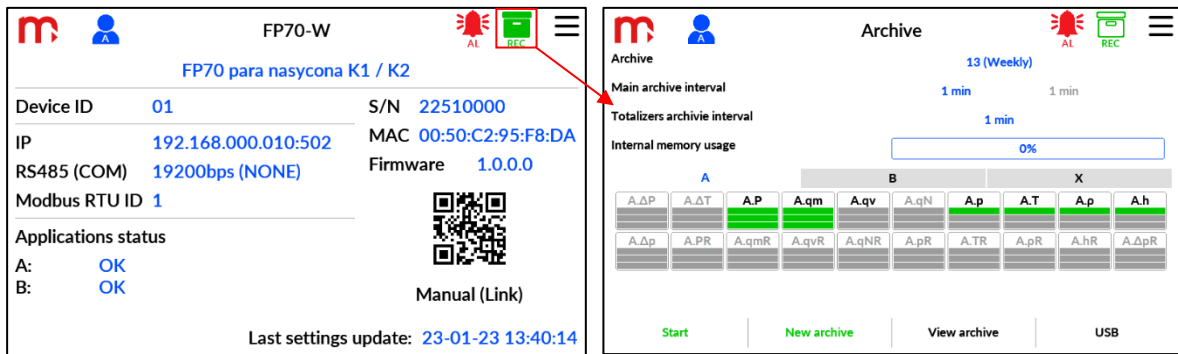 FP70-W
AL
REC
FP70 para nasycona K1 / K2
Device ID 01
S/N 22510000
IP 192.168.000.010:502
MAC 00:50:C2:95:F8:DA
RS485 (COM) 19200bps (NONE)
Firmware 1.0.0.0
Modbus RTU ID 1
Applications status
A: OK
B: OK
Manual (Link)
Last settings update: 23-01-23 13:40:14
A
Archive
AL
REC
Archive 13 (Weekly)
Main archive interval 1 min 1 min
Totalizers archivie interval 1 min
Internal memory usage 0%
A B X
A.ΔP A.ΔT A.P A.qm A.qv A.qN A.p A.T A.ρ A.h
A.Δp A.PR A.qmR A.qvR A.qNR A.pR A.TR A.ρR A.hR A.ΔpR
Start New archive View archive USB